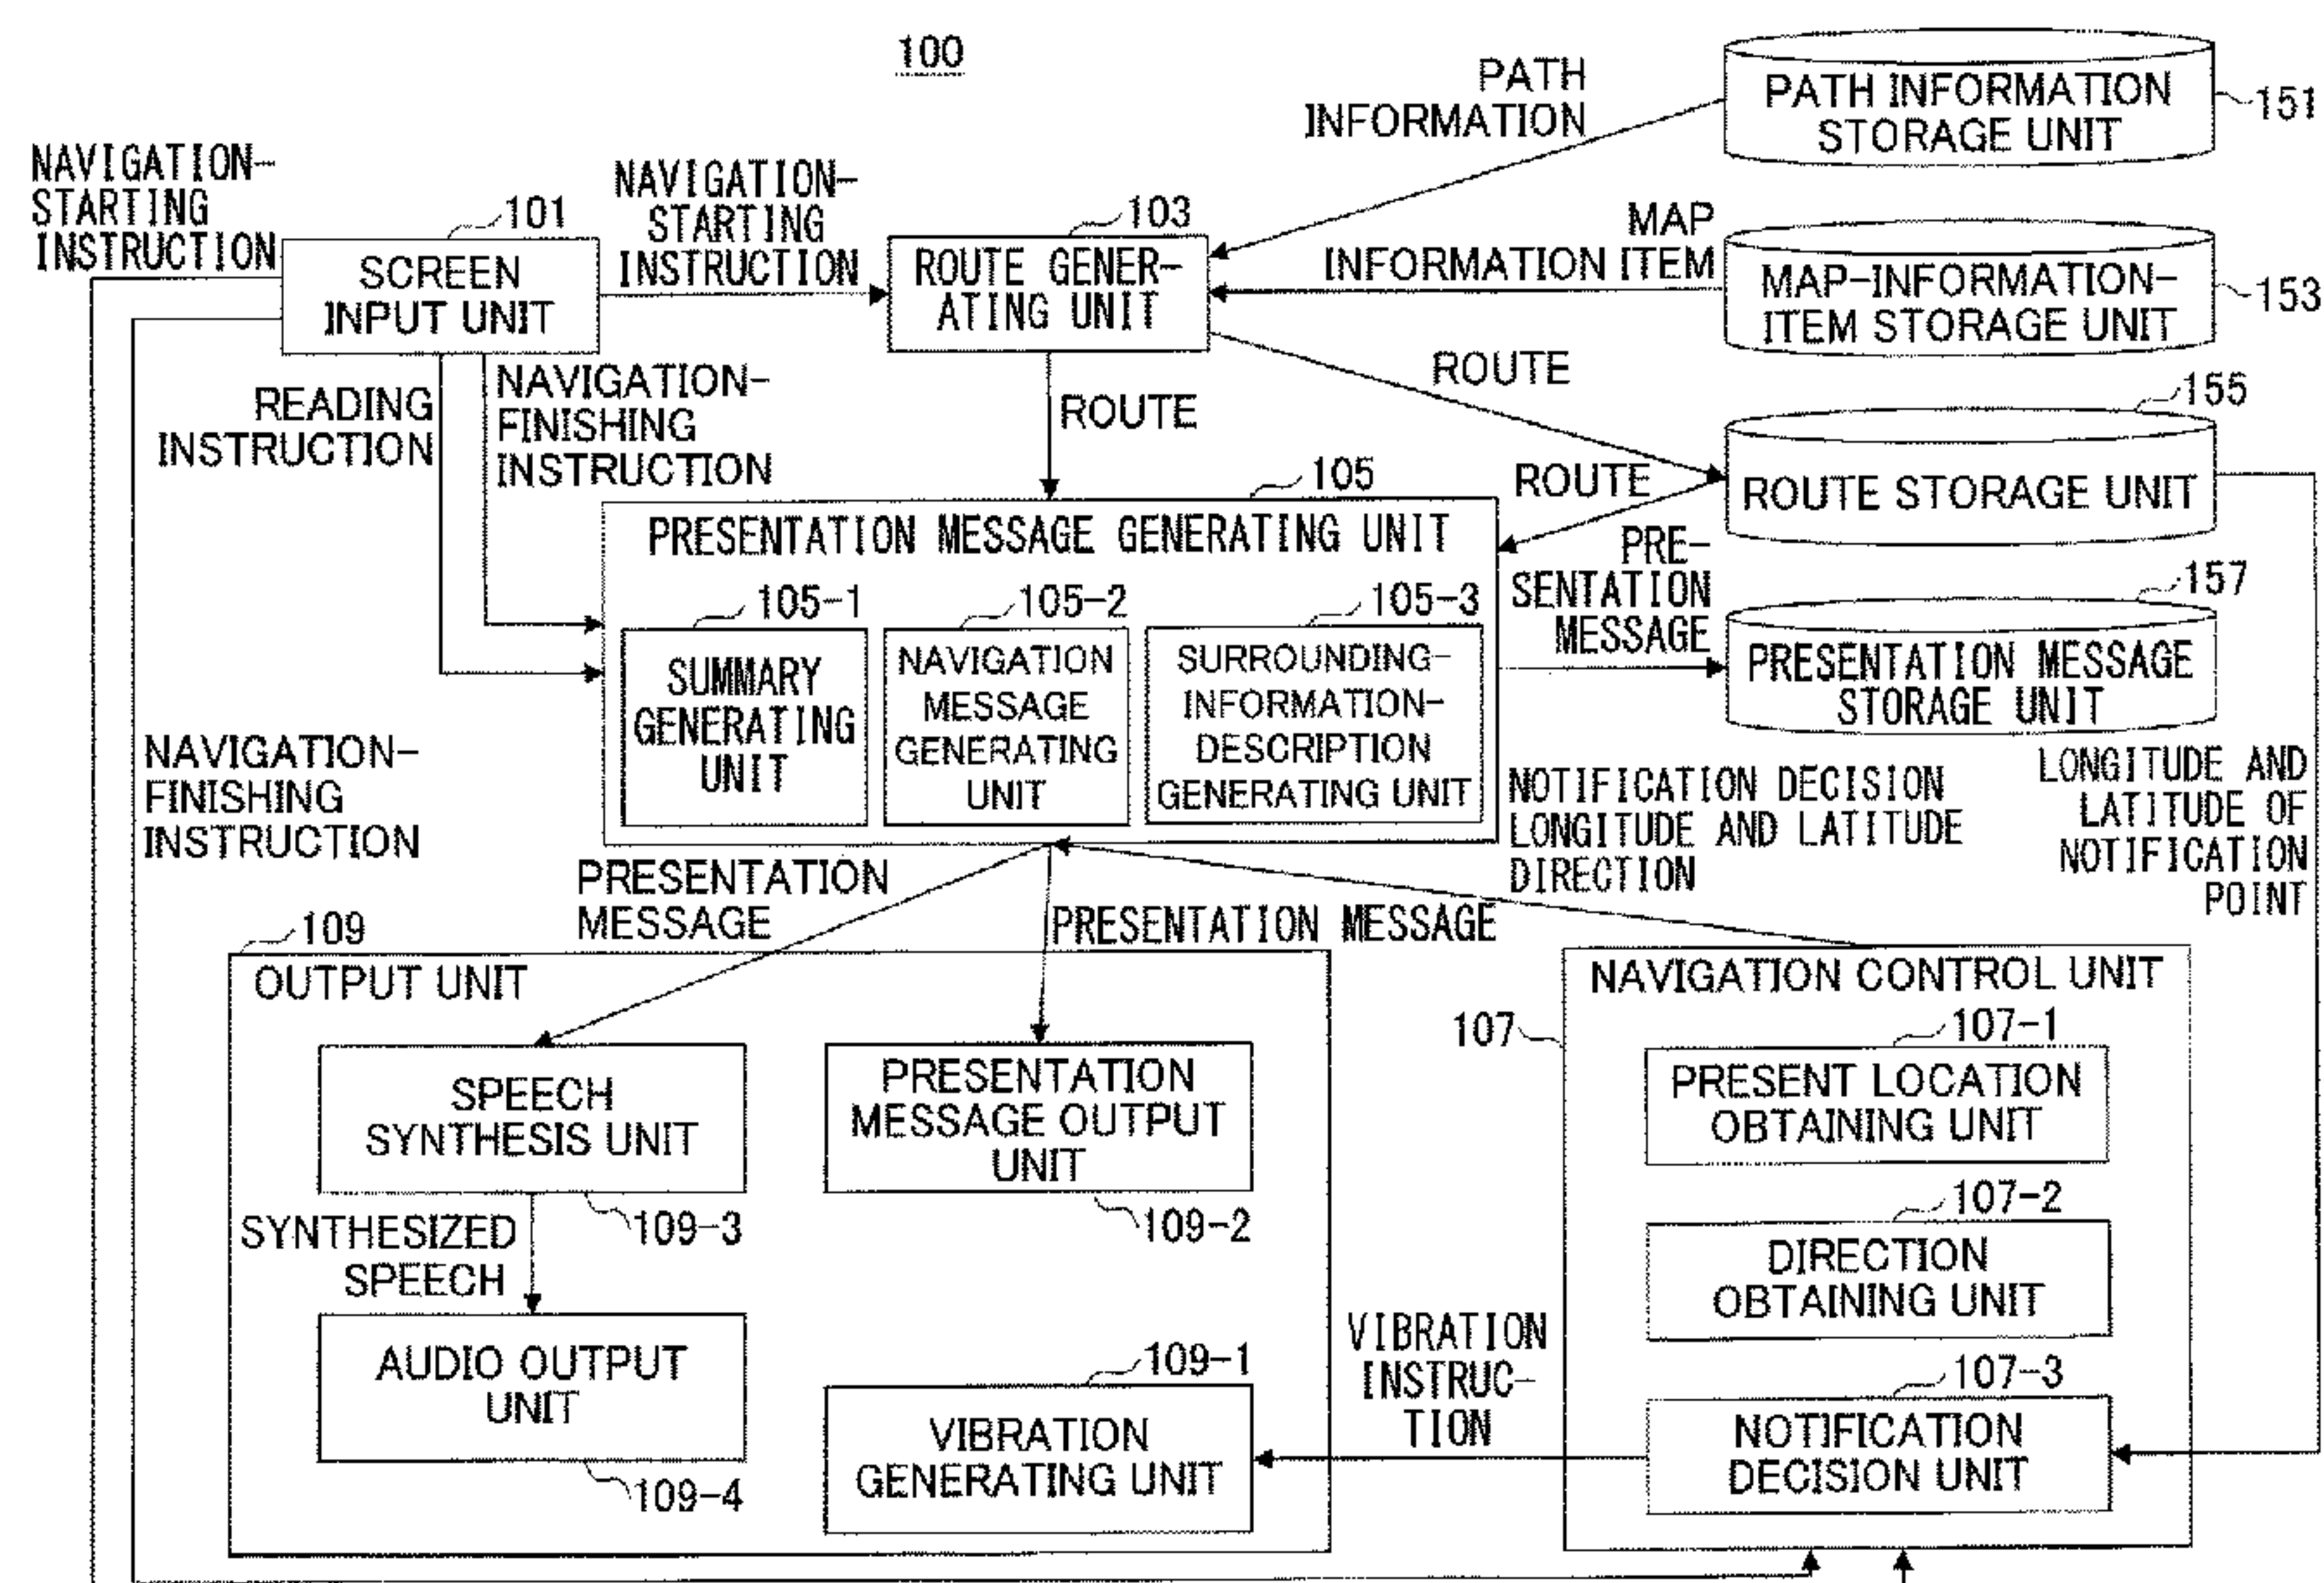 100
PATH
INFORMATION
PATH INFORMATION
STORAGE UNIT
151
NAVIGATION-
STARTING
INSTRUCTION
101
SCREEN
INPUT UNIT
NAVIGATION-
STARTING
INSTRUCTION
103
ROUTE GENER-
ATING UNIT
MAP
INFORMATION ITEM
MAP-INFORMATION-
ITEM STORAGE UNIT
153
READING
INSTRUCTION
NAVIGATION-
FINISHING
INSTRUCTION
ROUTE
ROUTE
155
ROUTE STORAGE UNIT
ROUTE
105
PRESENTATION MESSAGE GENERATING UNIT
105-1
SUMMARY
GENERATING
UNIT
105-2
NAVIGATION
MESSAGE
GENERATING
UNIT
105-3
SURROUNDING-
INFORMATION-
DESCRIPTION
GENERATING UNIT
PRE-
SENTATION
MESSAGE
157
PRESENTATION MESSAGE
STORAGE UNIT
NAVIGATION-
FINISHING
INSTRUCTION
NOTIFICATION DECISION
LONGITUDE AND LATITUDE
DIRECTION
LONGITUDE AND
LATITUDE OF
NOTIFICATION
POINT
PRESENTATION
MESSAGE
PRESENTATION MESSAGE
109
OUTPUT UNIT
SPEECH
SYNTHESIS UNIT
109-3
PRESENTATION
MESSAGE OUTPUT
UNIT
109-2
SYNTHESIZED
SPEECH
AUDIO OUTPUT
UNIT
109-4
109-1
VIBRATION
GENERATING UNIT
VIBRATION
INSTRUC-
TION
NAVIGATION CONTROL UNIT
107
107-1
PRESENT LOCATION
OBTAINING UNIT
107-2
DIRECTION
OBTAINING UNIT
107-3
NOTIFICATION
DECISION UNIT